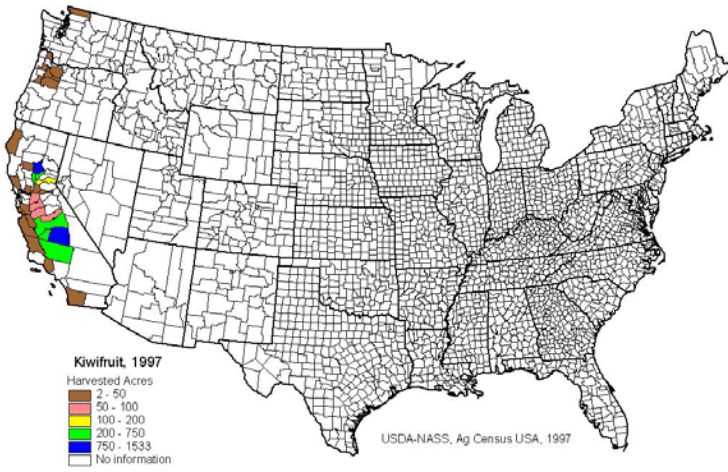 Kiwifruit, 1997
Harvested Acres
2 - 50
50 - 100
100 - 200
200 - 750
750 - 1533
No information
USDA-NASS, Ag Census USA, 1997